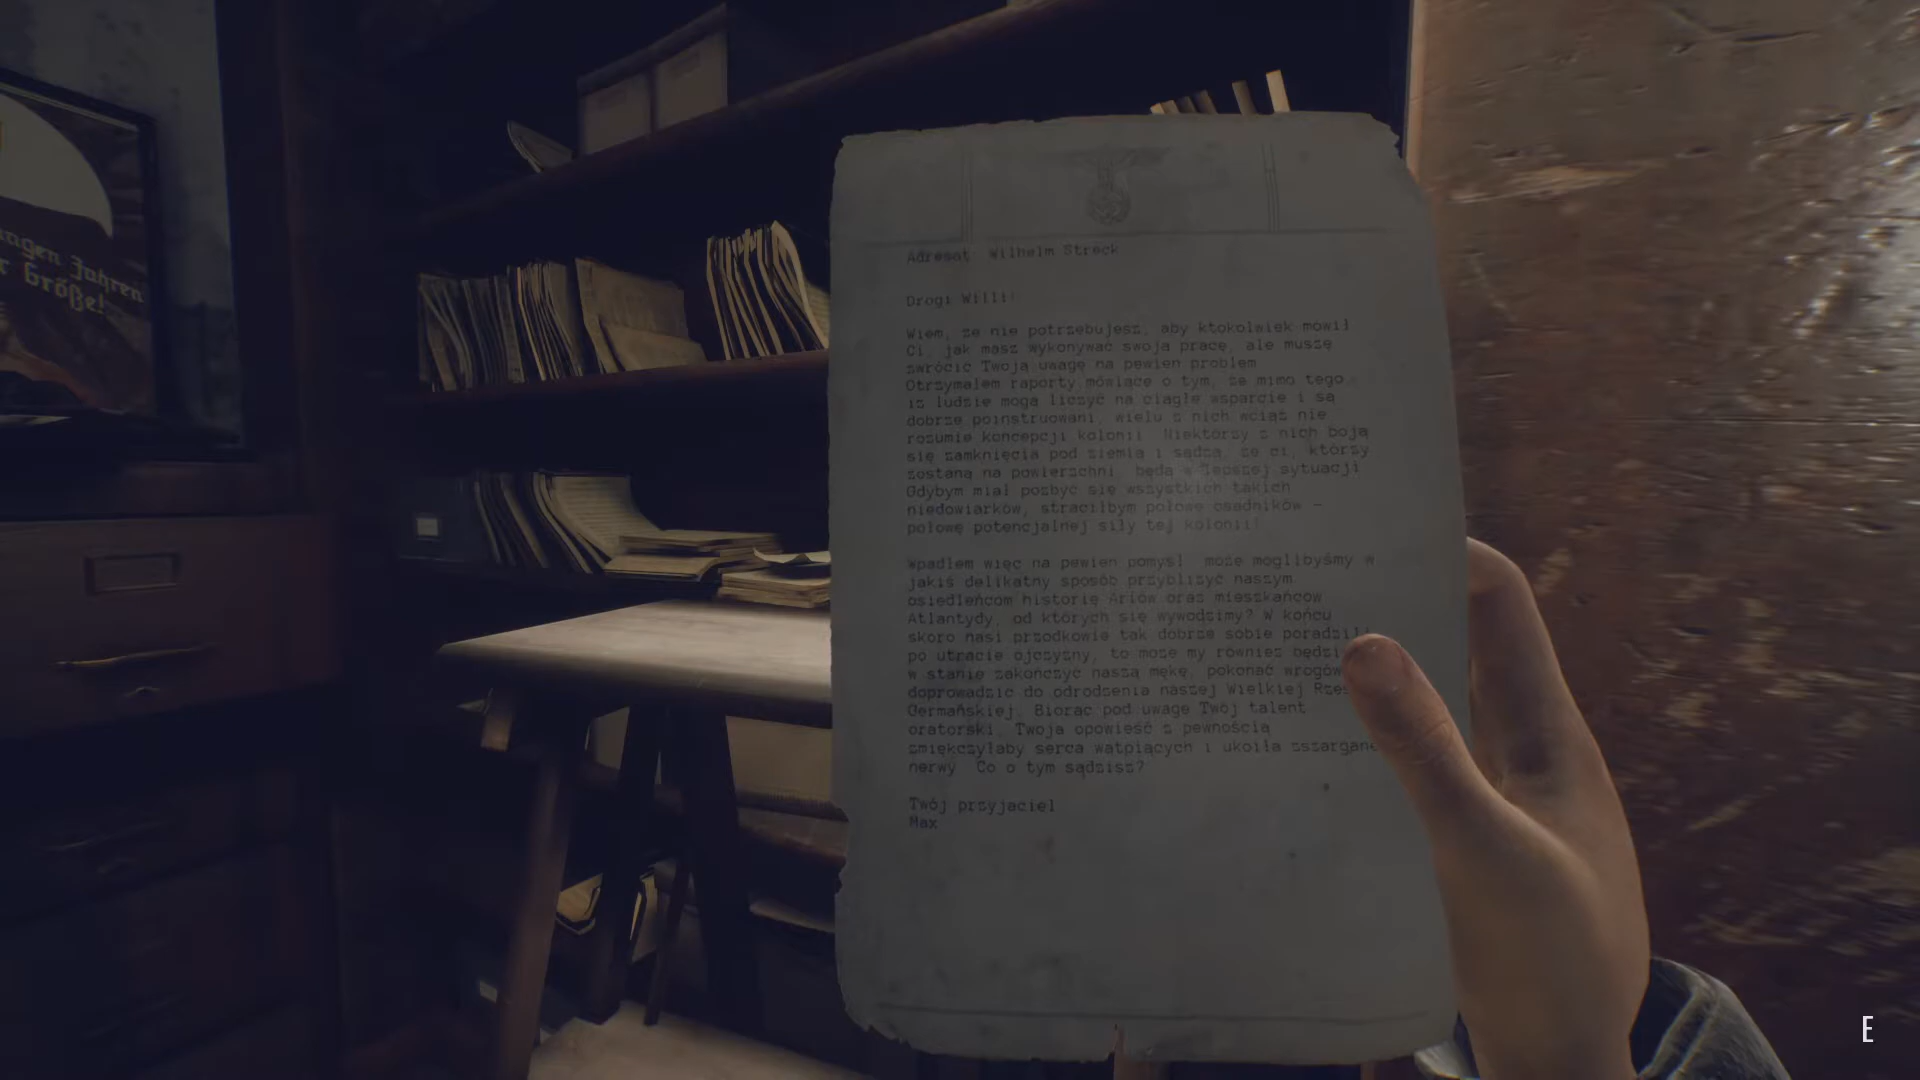 ungen Jahren
r Größe!
Adresat: Wilhelm Streck
Drogi Willi!
Wiem, że nie potrzebujesz, aby ktokolwiek mówił
Ci, jak masz wykonywać swoją pracę, ale muszę
zwrócić Twoją uwagę na pewien problem
Otrzymałem raporty mówiące o tym, że mimo tego,
iż ludzie mogą liczyć na ciągłe wsparcie i są
dobrze poinstruowani, wielu z nich wciąż nie
rozumie koncepcji kolonii. Niektórzy z nich boją
się zamknięcia pod ziemią i sądzą, że ci, którzy
zostaną na powierzchni, będą w lepszej sytuacji
Gdybym miał pozbyć się wszystkich takich
niedowiarków, straciłbym połowę osadników –
połowę potencjalnej siły tej kolonii!
Wpadłem więc na pewien pomysł: może moglibyśmy w
jakiś delikatny sposób przybliżyć naszym
osiedleńcom historię Ariów oraz mieszkańców
Atlantydy, od których się wywodzimy? W końcu
skoro nasi przodkowie tak dobrze sobie poradzili
po utracie ojczyzny, to może my również będzi
w stanie zakończyć naszą mękę, pokonać wrogów
doprowadzić do odrodzenia naszej Wielkiej Rzes
Germańskiej. Biorąc pod uwagę Twój talent
oratorski, Twoja opowieść z pewnością
zmiękczyłaby serca wątpiących i ukoiła zszargane
nerwy. Co o tym sądzisz?
Twój przyjaciel
Max
E